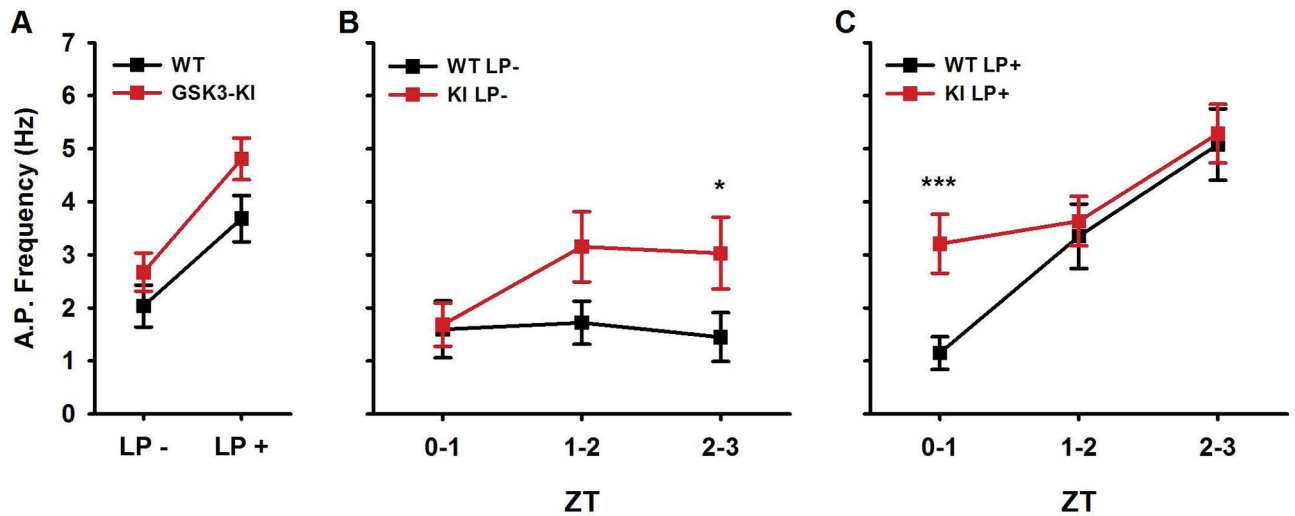 A
B
C
A.P. Frequency (Hz)
7
6
5
4
3
2
1
0
WT
GSK3-KI
LP -
LP +
WT LP-
KI LP-
*
0-1
1-2
2-3
ZT
WT LP+
KI LP+
***
0-1
1-2
2-3
ZT